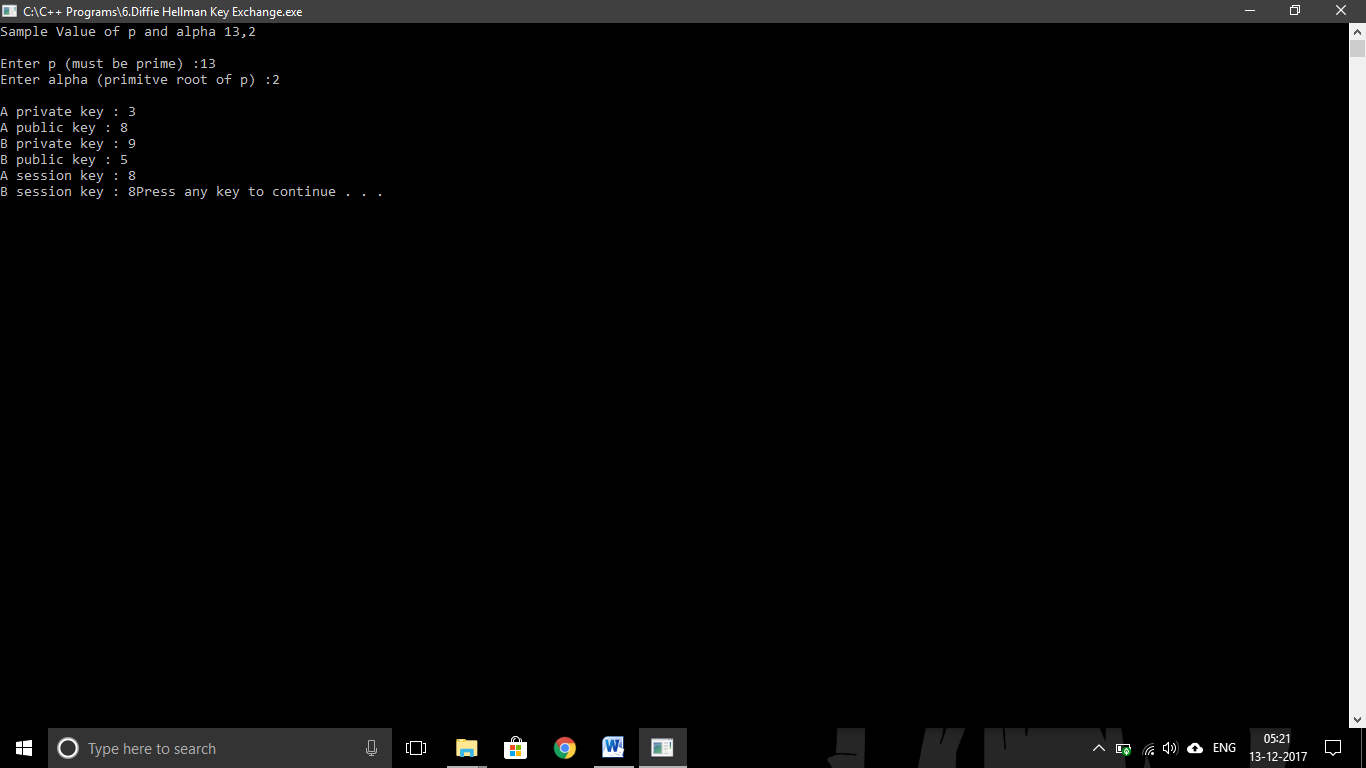 C:\C++ Programs\6.Diffie Hellman Key Exchange.exe
Sample Value of p and alpha 13,2
Enter p (must be prime) :13
Enter alpha (primitve root of p) :2
A private key : 3
A public key : 8
B private key : 9
B public key : 5
A session key : 8
B session key : 8Press any key to continue . . .
Type here to search
ENG
05:21
13-12-2017